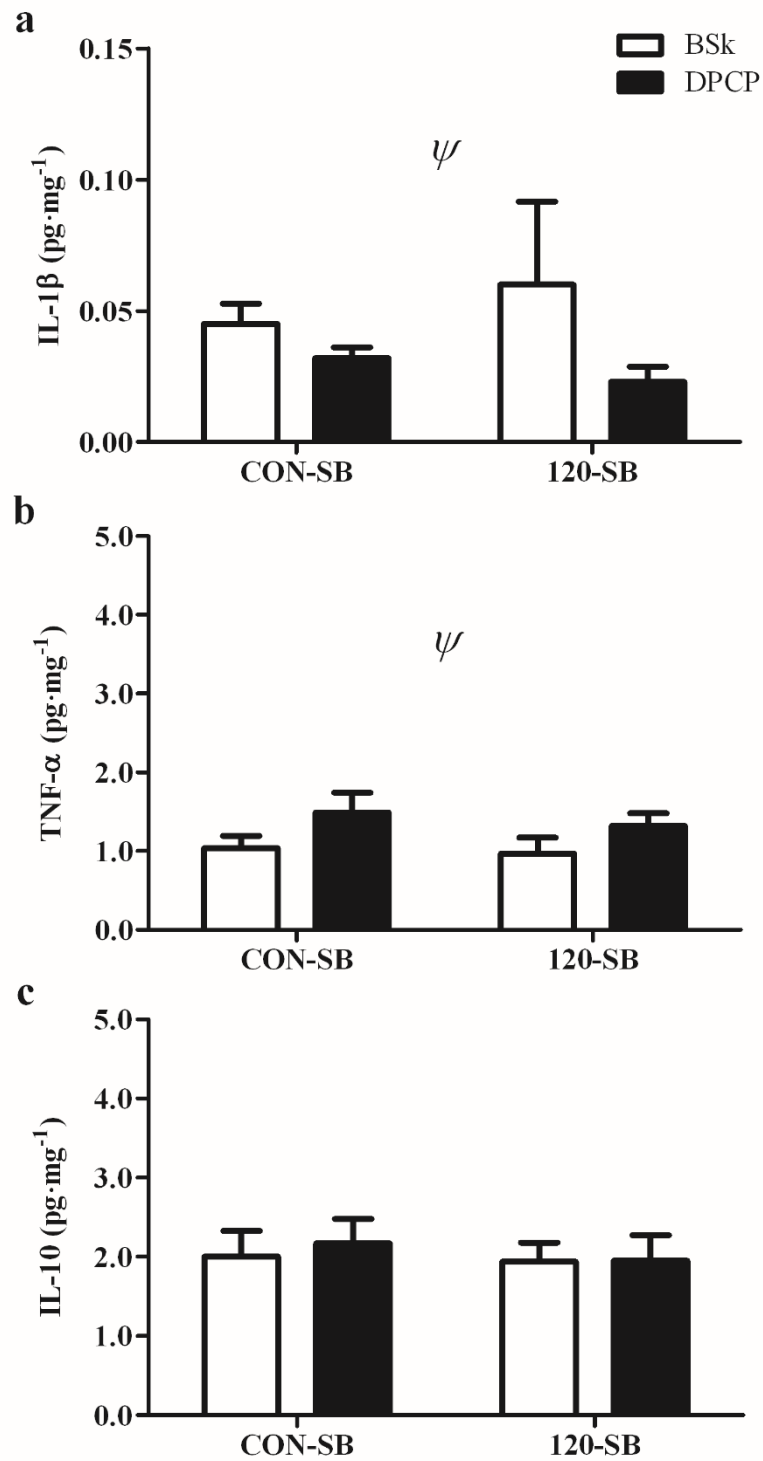 a
BSk
DPCP
IL-1β (pg·mg⁻¹)
0.15
0.10
0.05
0.00
ψ
CON-SB 120-SB
b
TNF-α (pg·mg⁻¹)
5.0
4.0
3.0
2.0
1.0
0.0
ψ
CON-SB 120-SB
c
IL-10 (pg·mg⁻¹)
5.0
4.0
3.0
2.0
1.0
0.0
CON-SB 120-SB